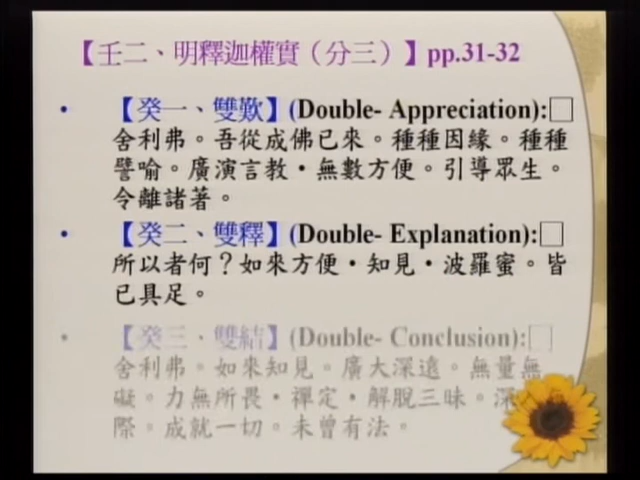 【壬二、明釋迦權實（分三）】pp.31-32
• 【癸一、雙歎】(Double- Appreciation):□
舍利弗。吾從成佛已來。種種因緣。種種
譬喻。廣演言教，無數方便。引導眾生。
令離諸著。
• 【癸二、雙釋】(Double- Explanation):□
所以者何？如來方便，知見，波羅蜜。皆
已具足。
• 【癸三、雙結】(Double- Conclusion):□
舍利弗。如來知見。廣大深遠。無量無
礙。力無所畏，禪定，解脫三昧。深
際。成就一切。未曾有法。